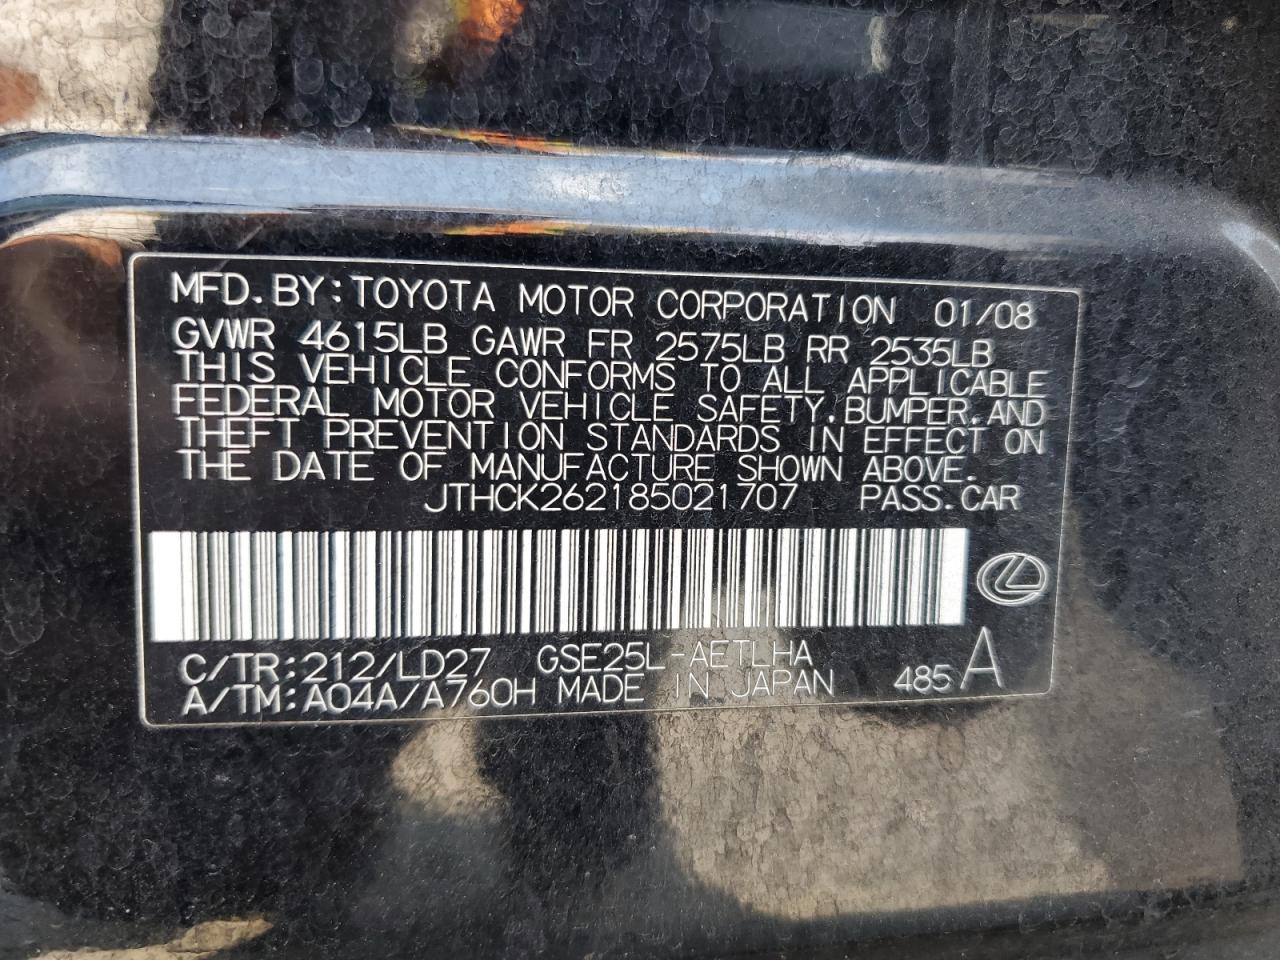 MFD.BY:TOYOTA MOTOR CORPORATION 01/08
GVWR 4615LB GAWR FR 2575LB RR 2535LB
THIS VEHICLE CONFORMS TO ALL APPLICABLE
FEDERAL MOTOR VEHICLE SAFETY,BUMPER,AND
THEFT PREVENTION STANDARDS IN EFFECT ON
THE DATE OF MANUFACTURE SHOWN ABOVE.
JTHCK262185021707 PASS.CAR
C/TR:212/LD27 GSE25L-AETLHA
A/TM:A04A/A760H MADE IN JAPAN 485 A